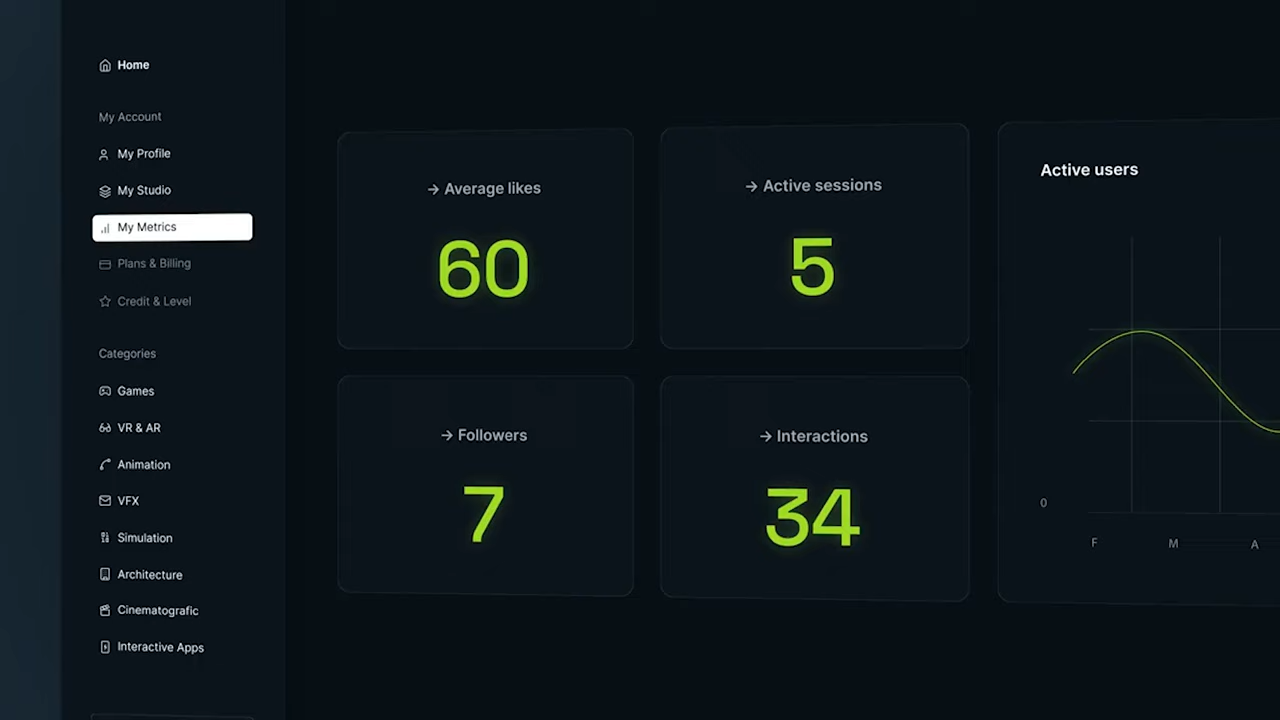 Home
My Account
My Profile
My Studio
My Metrics
Plans & Billing
Credit & Level
Categories
Games
VR & AR
Animation
VFX
Simulation
Architecture
Cinematografic
Interactive Apps
→ Average likes
60
→ Active sessions
5
→ Followers
7
→ Interactions
34
Active users
0
F M A